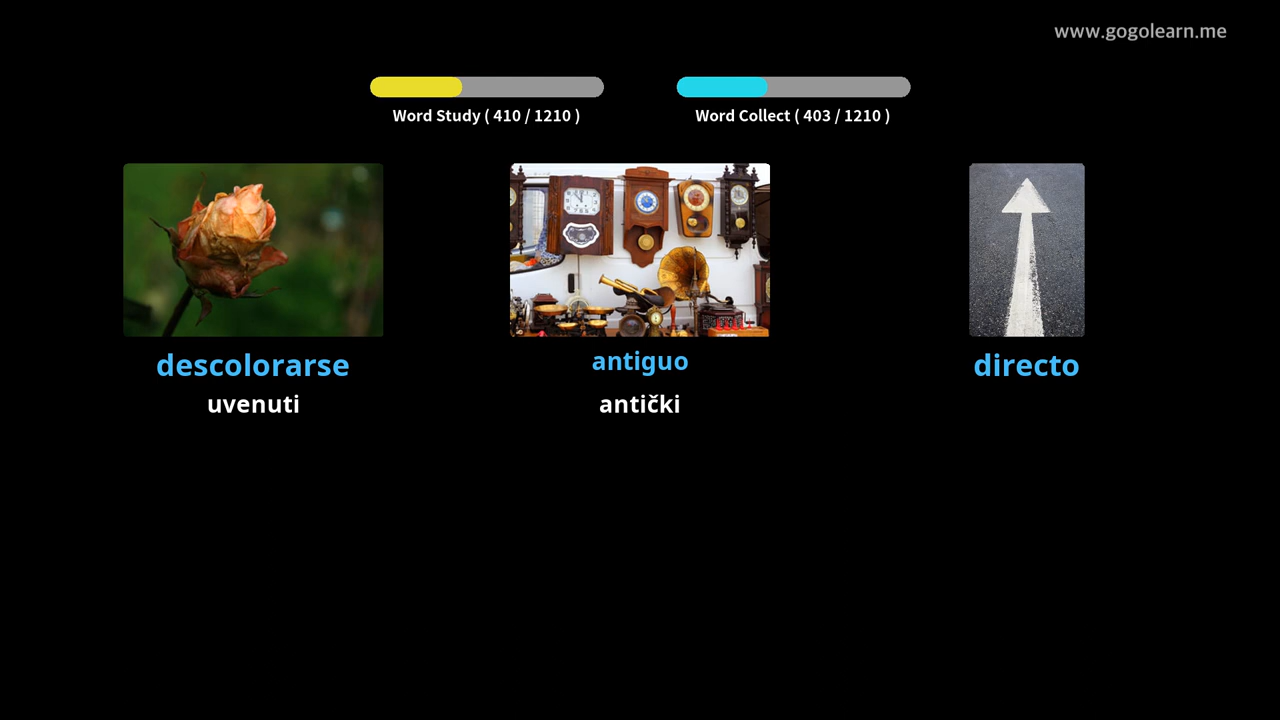 www.gogolearn.me
Word Study ( 410 / 1210 )
Word Collect ( 403 / 1210 )
descolorarse
uvenuti
antiguo
antički
directo